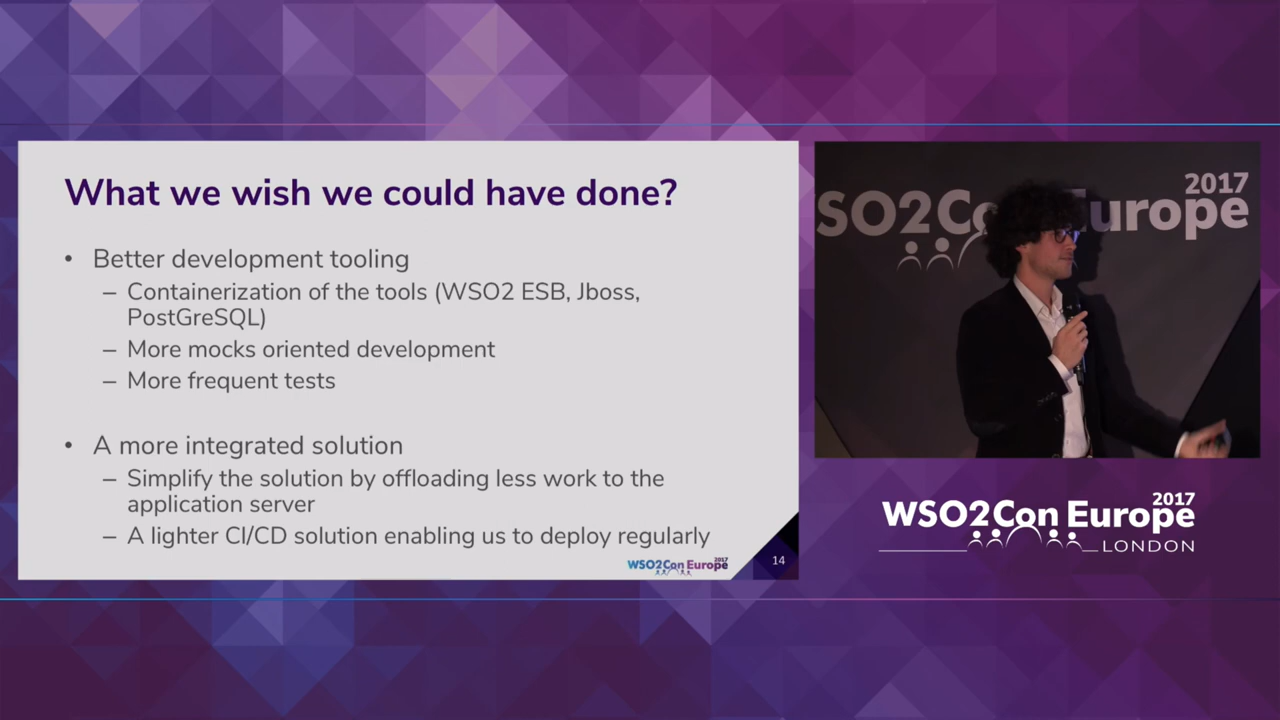 What we wish we could have done?
• Better development tooling
– Containerization of the tools (WSO2 ESB, Jboss,
PostGreSQL)
– More mocks oriented development
– More frequent tests
• A more integrated solution
– Simplify the solution by offloading less work to the
application server
– A lighter CI/CD solution enabling us to deploy regularly
WSO2Con Europe 2017
14
2017
SO2Co Europe
2017
WSO2Con Europe
LONDON